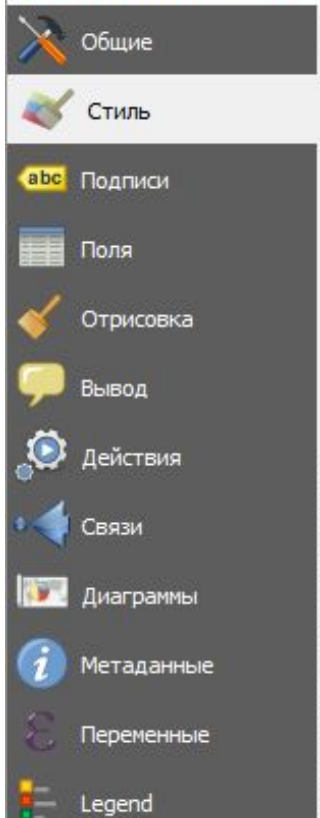 Общие
Стиль
abc Подписи
Поля
Отрисовка
Вывод
Действия
Связи
Диаграммы
i Метаданные
ε Переменные
Legend